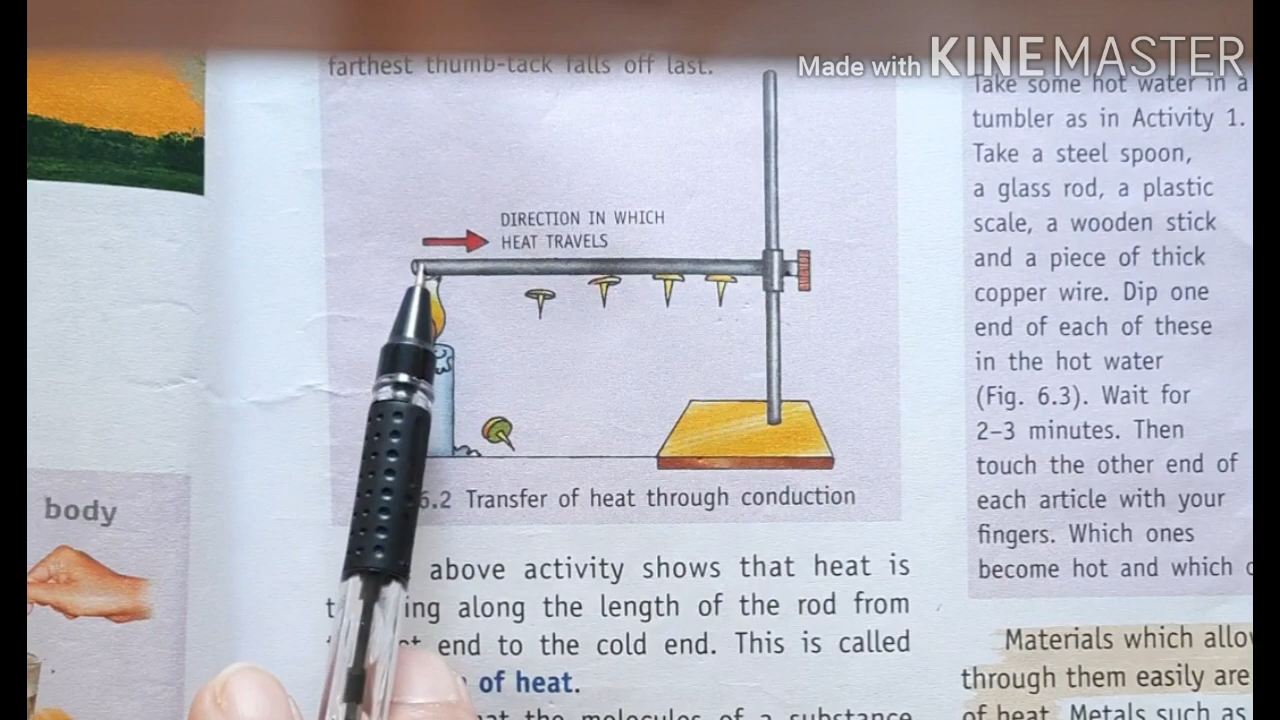 Made with KINEMASTER
farthest thumb-tack falls off last.
DIRECTION IN WHICH
HEAT TRAVELS
6.2 Transfer of heat through conduction
above activity shows that heat is
along the length of the rod from
end to the cold end. This is called
of heat.
the molecules of a substance
body
Take some hot water in a
tumbler as in Activity 1.
Take a steel spoon,
a glass rod, a plastic
scale, a wooden stick
and a piece of thick
copper wire. Dip one
end of each of these
in the hot water
(Fig. 6.3). Wait for
2–3 minutes. Then
touch the other end of
each article with your
fingers. Which ones
become hot and which
Materials which
through them easily are
of heat. Metals such as